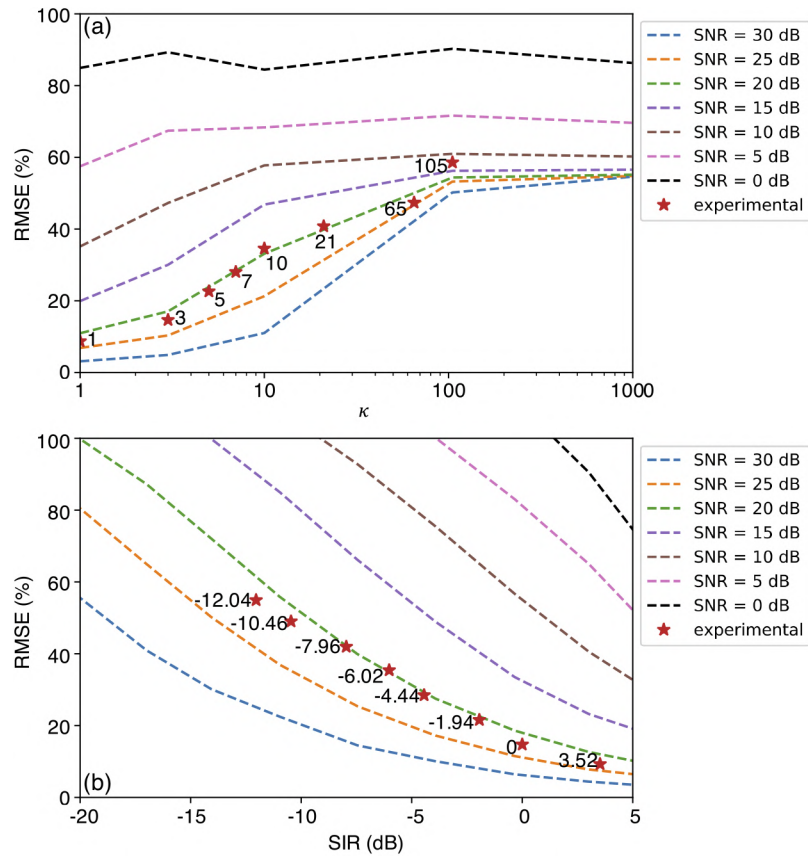 (a)
RMSE (%)
100
80
60
40
20
0
1
3
5
7
10
21
65
105
1
10
100
1000
κ
SNR = 30 dB
SNR = 25 dB
SNR = 20 dB
SNR = 15 dB
SNR = 10 dB
SNR = 5 dB
SNR = 0 dB
experimental
(b)
RMSE (%)
100
80
60
40
20
0
-12.04
-10.46
-7.96
-6.02
-4.44
-1.94
0
3.52
-20
-15
-10
-5
0
5
SIR (dB)
SNR = 30 dB
SNR = 25 dB
SNR = 20 dB
SNR = 15 dB
SNR = 10 dB
SNR = 5 dB
SNR = 0 dB
experimental